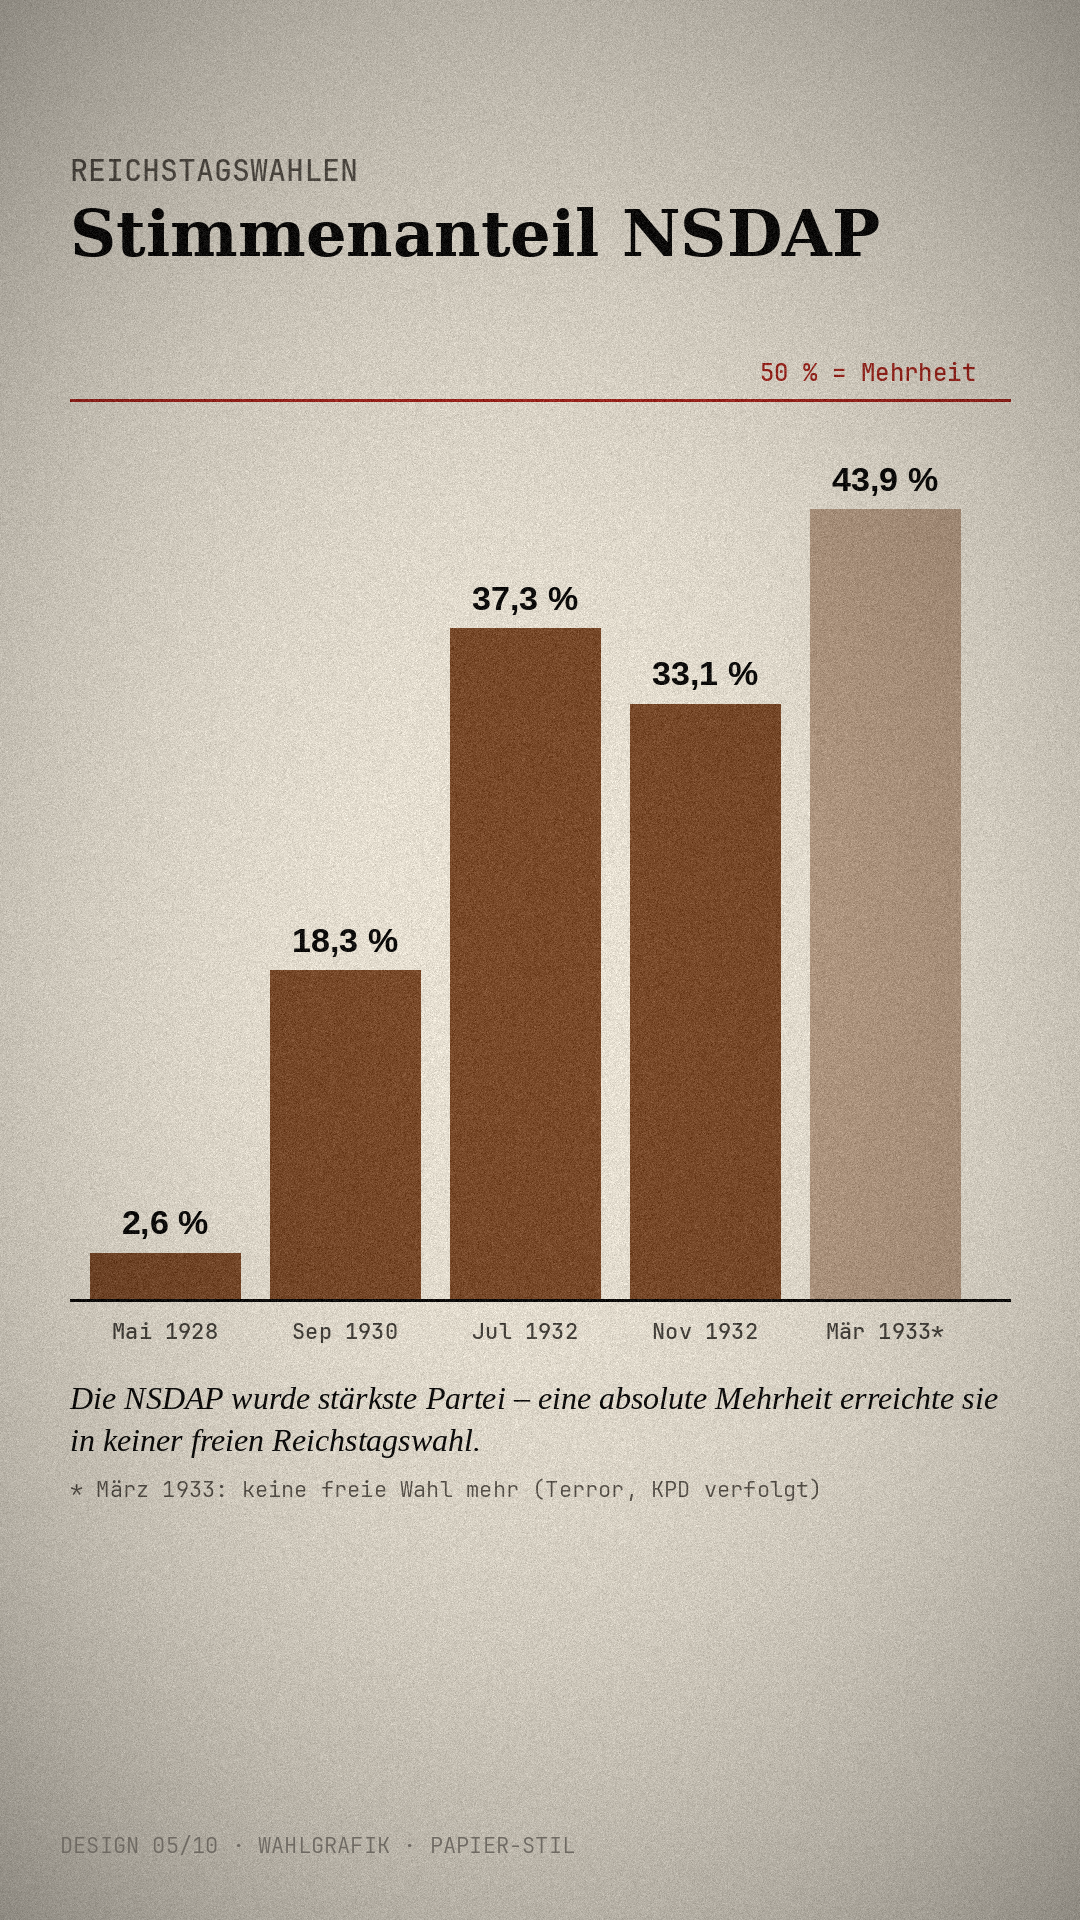 REICHSTAGSWAHLEN
Stimmenanteil NSDAP
50 % = Mehrheit
43,9 %
37,3 %
33,1 %
18,3 %
2,6 %
Mai 1928 Sep 1930 Jul 1932 Nov 1932 Mär 1933*
Die NSDAP wurde stärkste Partei – eine absolute Mehrheit erreichte sie
in keiner freien Reichstagswahl.
* März 1933: keine freie Wahl mehr (Terror, KPD verfolgt)
DESIGN 05/10 · WAHLGRAFIK · PAPIER-STIL